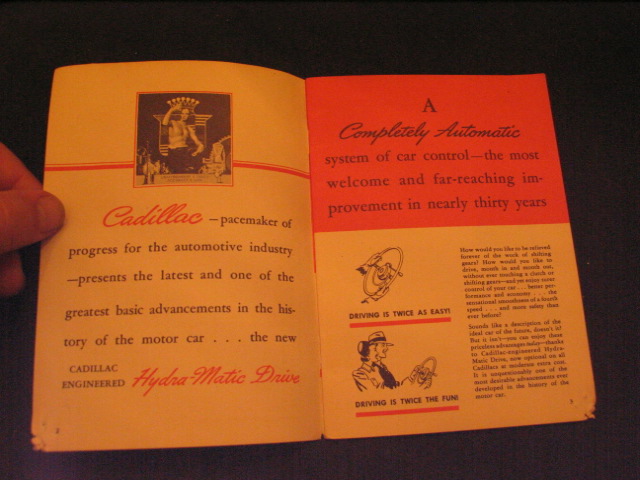 Cadillac —pacemaker of
progress for the automotive industry
—presents the latest and one of the
greatest basic advancements in the his-
tory of the motor car . . . the new
CADILLAC
ENGINEERED Hydra-Matic Drive
2
A
Completely Automatic
system of car control—the most
welcome and far-reaching im-
provement in nearly thirty years
DRIVING IS TWICE AS EASY!
DRIVING IS TWICE THE FUN!
How would you like to be relieved
forever of the work of shifting
gears? How would you like to
drive, month in and month out,
without ever touching a clutch or
shifting gears—and yet enjoy easier
control of your car . . . better per-
formance and economy . . . the
sensational smoothness of a fourth
speed . . . and more safety than
ever before?
Sounds like a description of the
ideal car of the future, doesn't it?
But it isn't—you can enjoy these
priceless advantages today—thanks
to Cadillac-engineered Hydra-
Matic Drive, now optional on all
Cadillacs at moderate extra cost.
It is unquestionably one of the
most desirable advancements ever
developed in the history of the
motor car.
3